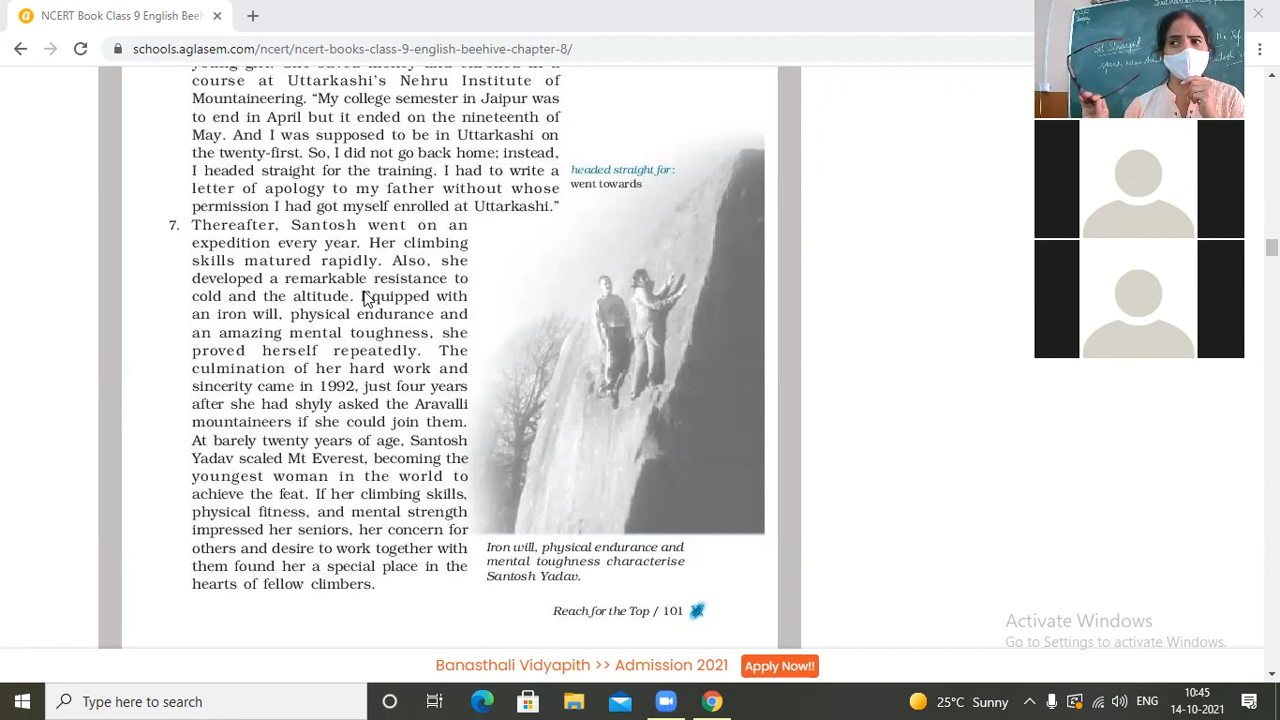 NCERT Book Class 9 English Beeh
schools.aglasem.com/ncert/ncert-books-class-9-english-beehive-chapter-8/
course at Uttarkashi's Nehru Institute of
Mountaineering. “My college semester in Jaipur was
to end in April but it ended on the nineteenth of
May. And I was supposed to be in Uttarkashi on
the twenty-first. So, I did not go back home; instead,
I headed straight for the training. I had to write a
letter of apology to my father without whose
permission I had got myself enrolled at Uttarkashi.”
headed straight for:
went towards
7. Thereafter, Santosh went on an
expedition every year. Her climbing
skills matured rapidly. Also, she
developed a remarkable resistance to
cold and the altitude. Equipped with
an iron will, physical endurance and
an amazing mental toughness, she
proved herself repeatedly. The
culmination of her hard work and
sincerity came in 1992, just four years
after she had shyly asked the Aravalli
mountaineers if she could join them.
At barely twenty years of age, Santosh
Yadav scaled Mt Everest, becoming the
youngest woman in the world to
achieve the feat. If her climbing skills,
physical fitness, and mental strength
impressed her seniors, her concern for
others and desire to work together with
them found her a special place in the
hearts of fellow climbers.
Iron will, physical endurance and
mental toughness characterise
Santosh Yadav.
Reach for the Top / 101
Activate Windows
Go to Settings to activate Windows.
Banasthali Vidyapith >> Admission 2021 Apply Now!!
Type here to search
25°C Sunny
ENG
10:45
14-10-2021